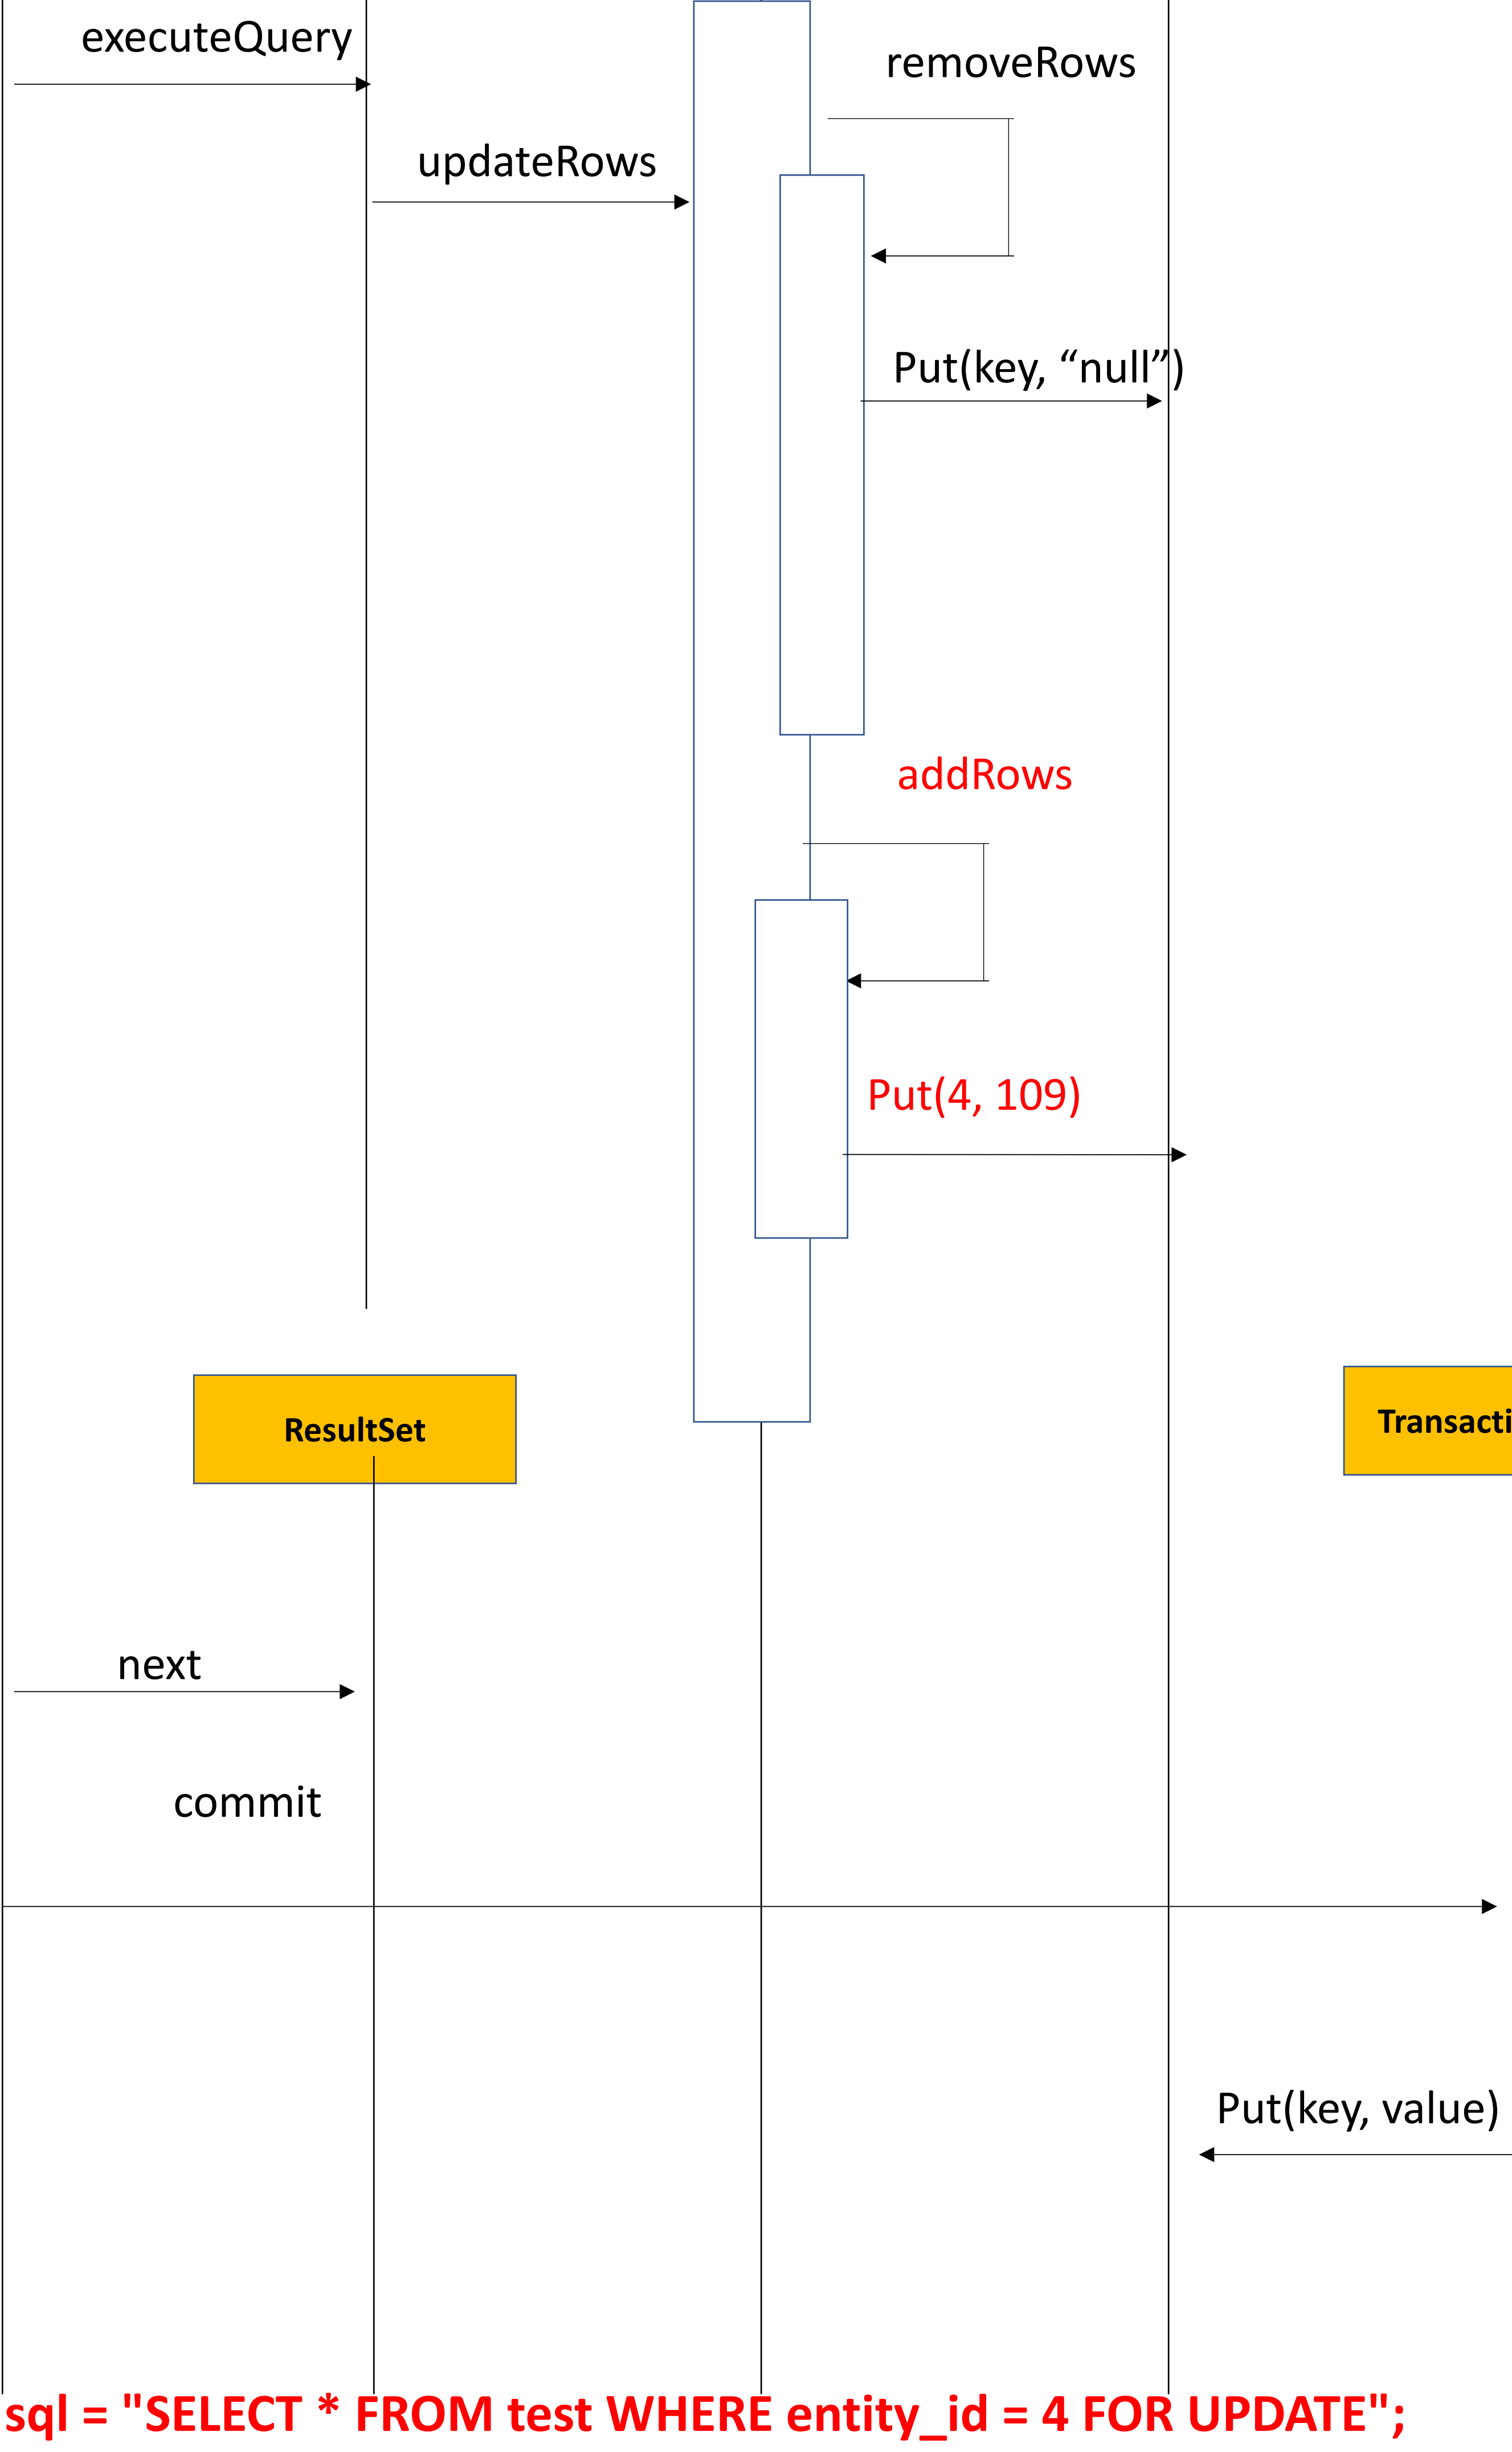 executeQuery
removeRows
updateRows
Put(key, “null”)
addRows
Put(4, 109)
ResultSet
Transacti
next
commit
Put(key, value)
sql = "SELECT * FROM test WHERE entity_id = 4 FOR UPDATE";